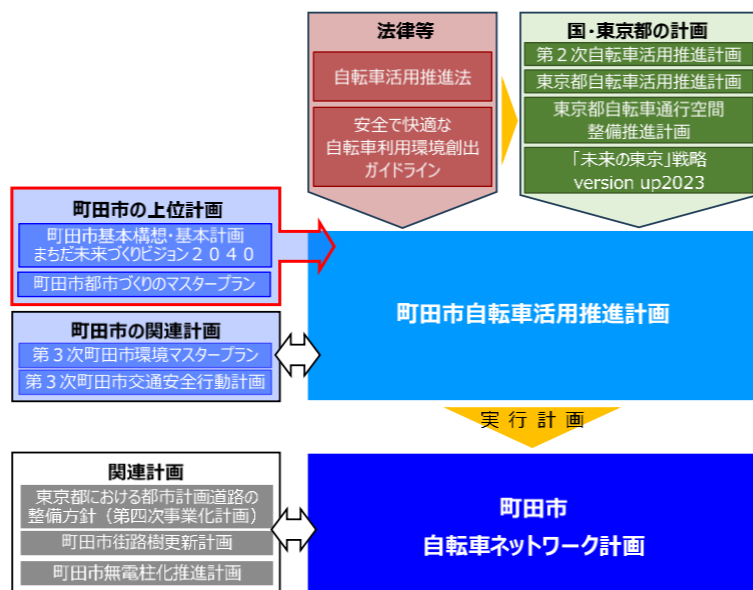 法律等
自転車活用推進法
安全で快適な
自転車利用環境創出
ガイドライン
国・東京都の計画
第２次自転車活用推進計画
東京都自転車活用推進計画
東京都自転車通行空間
整備推進計画
「未来の東京」戦略
version up2023
町田市の上位計画
町田市基本構想・基本計画
まちだ未来づくりビジョン２０４０
町田市都市づくりのマスタープラン
町田市の関連計画
第３次町田市環境マスタープラン
第３次町田市交通安全行動計画
町田市自転車活用推進計画
実行計画
関連計画
東京都における都市計画道路の
整備方針（第四次事業化計画）
町田市街路樹更新計画
町田市無電柱化推進計画
町田市
自転車ネットワーク計画